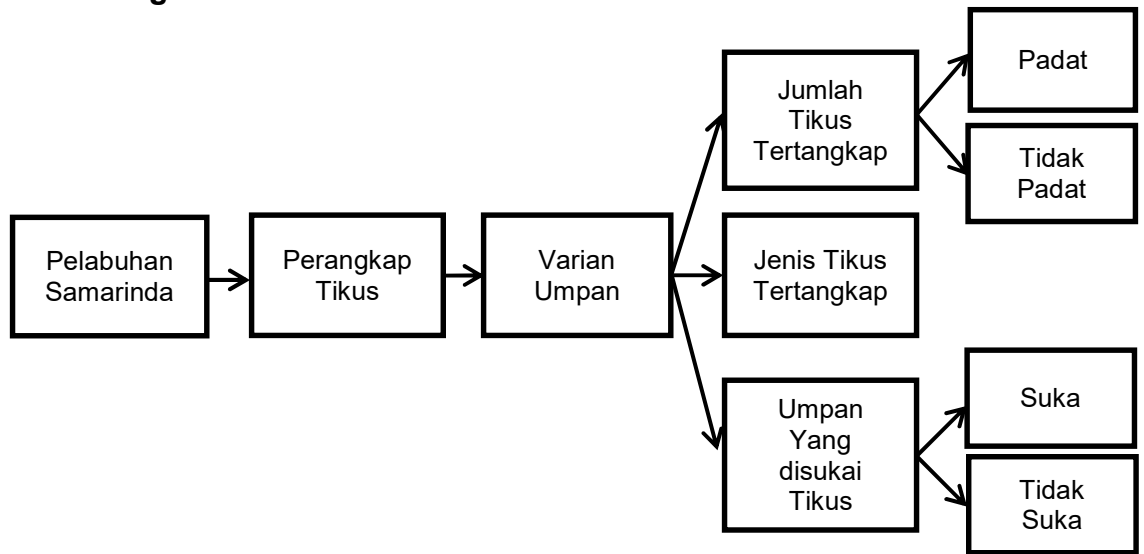 Pelabuhan
Samarinda
Perangkap
Tikus
Varian
Umpan
Jumlah
Tikus
Tertangkap
Padat
Tidak
Padat
Jenis Tikus
Tertangkap
Umpan
Yang
disukai
Tikus
Suka
Tidak
Suka